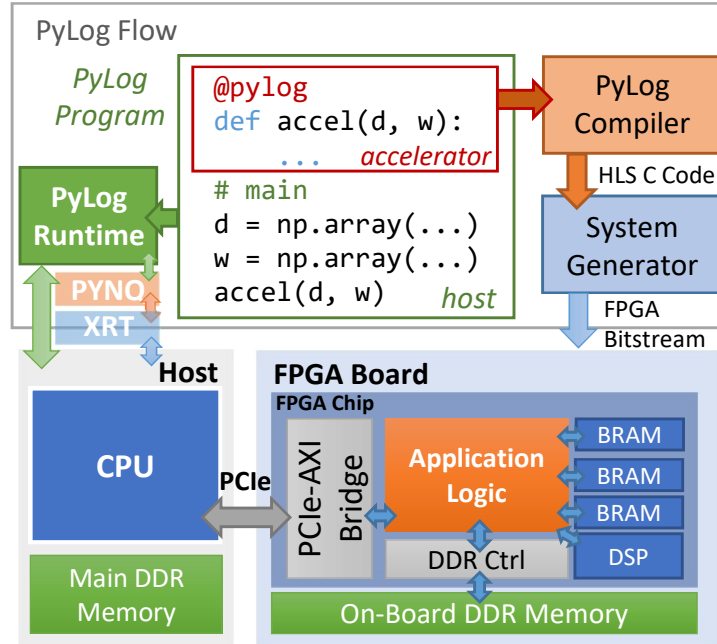 PyLog Flow
PyLog
Program
@pylog
def accel(d, w):
... accelerator
# main
d = np.array(...)
w = np.array(...)
accel(d, w)
host
PyLog
Compiler
HLS C Code
System
Generator
FPGA
Bitstream
PyLog
Runtime
PYNQ
XRT
Host
CPU
Main DDR
Memory
PCIe
FPGA Board
FPGA Chip
PCIe-AXI
Bridge
Application
Logic
BRAM
BRAM
BRAM
DSP
DDR Ctrl
On-Board DDR Memory